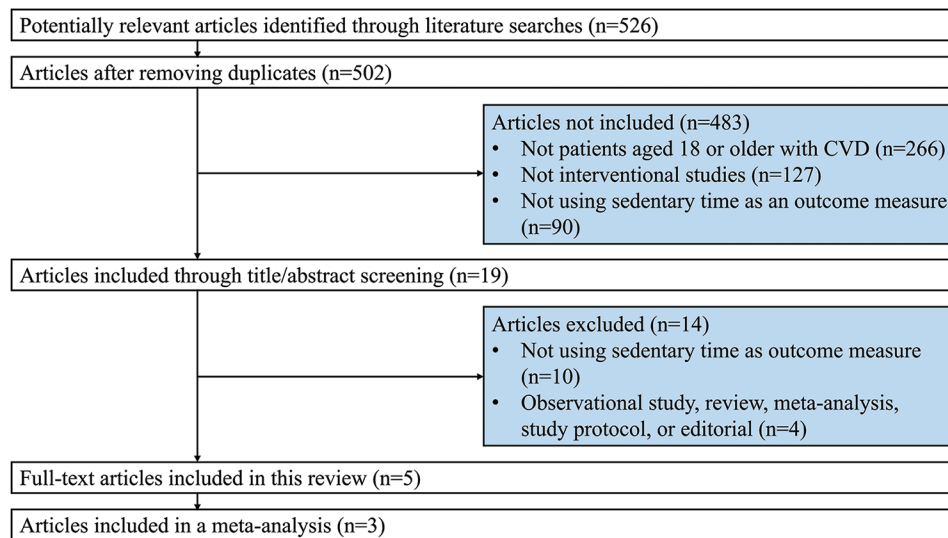 Potentially relevant articles identified through literature searches (n=526)
Articles after removing duplicates (n=502)
Articles not included (n=483)
• Not patients aged 18 or older with CVD (n=266)
• Not interventional studies (n=127)
• Not using sedentary time as an outcome measure
(n=90)
Articles included through title/abstract screening (n=19)
Articles excluded (n=14)
• Not using sedentary time as outcome measure
(n=10)
• Observational study, review, meta-analysis,
study protocol, or editorial (n=4)
Full-text articles included in this review (n=5)
Articles included in a meta-analysis (n=3)